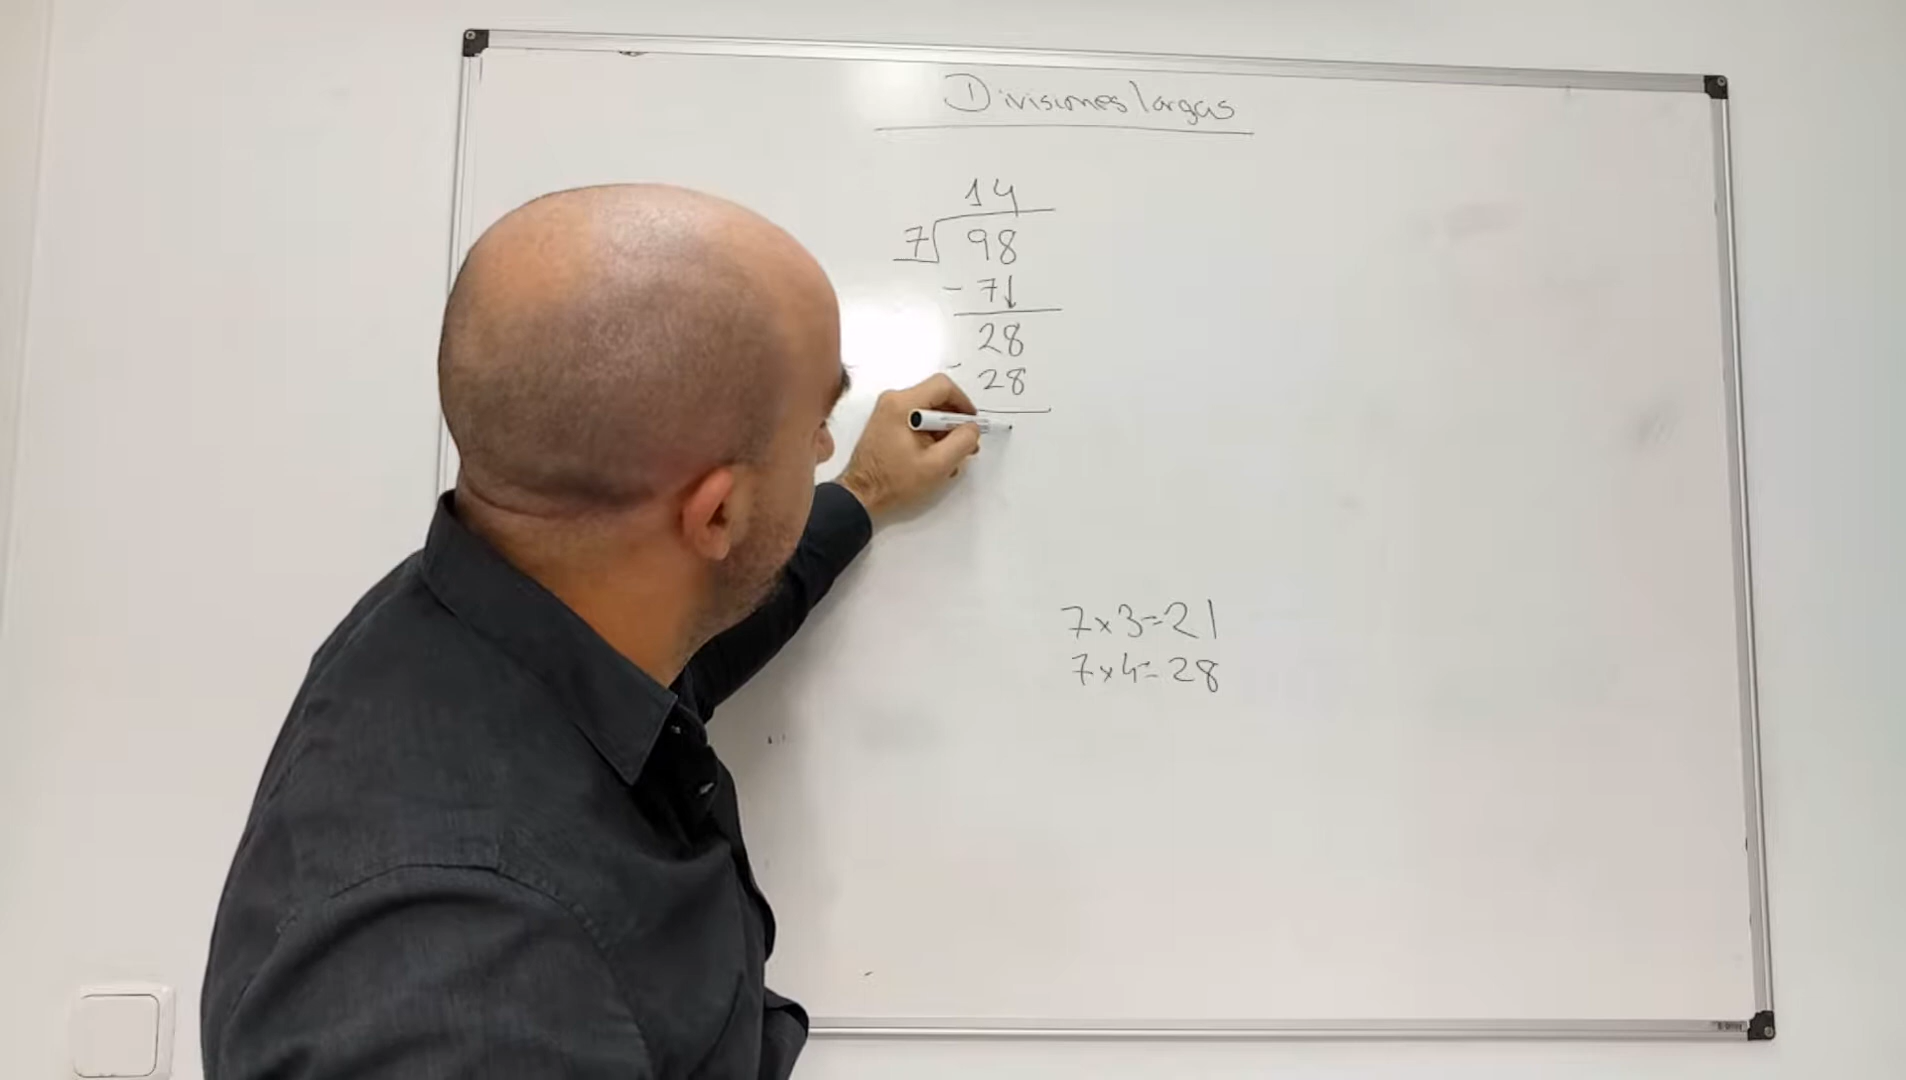 Divisiones largas
14
7 98
- 7↓
28
- 28
7x3=21
7x4=28